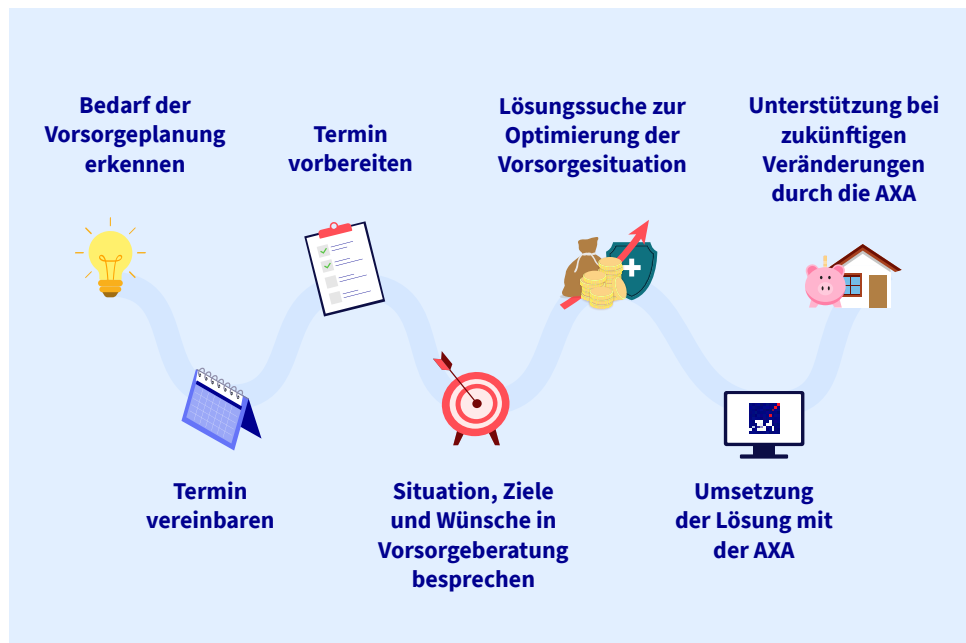 Bedarf der
Vorsorgeplanung
erkennen
Termin
vereinbaren
Termin
vorbereiten
Situation, Ziele
und Wünsche in
Vorsorgeberatung
besprechen
Lösungssuche zur
Optimierung der
Vorsorgesituation
Umsetzung
der Lösung mit
der AXA
Unterstützung bei
zukünftigen
Veränderungen
durch die AXA